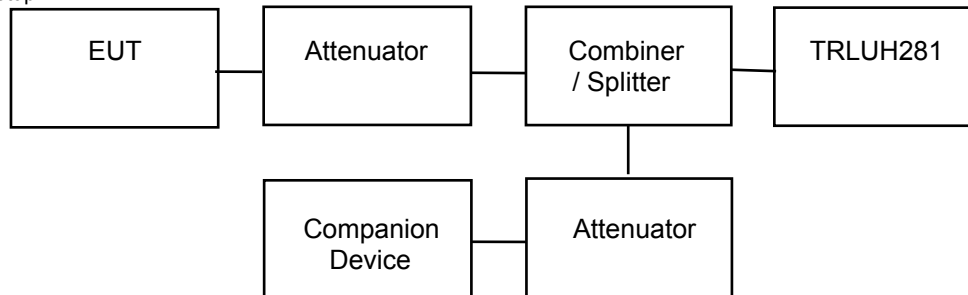 EUT
Attenuator
Combiner
/ Splitter
TRLUH281
Companion
Device
Attenuator